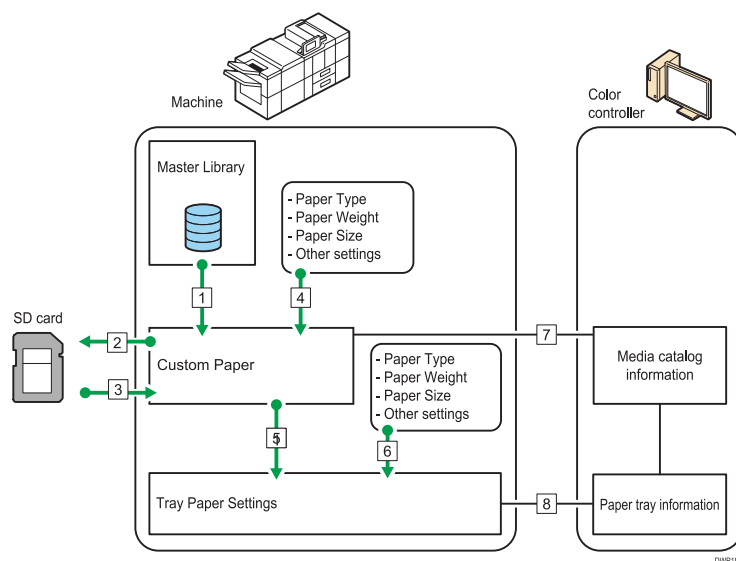 Machine
Color
controller
Master Library
- Paper Type
- Paper Weight
- Paper Size
- Other settings
1
4
SD card
2
7
Custom Paper
Media catalog
information
- Paper Type
- Paper Weight
- Paper Size
- Other settings
3
5
6
Tray Paper Settings
8
Paper tray information